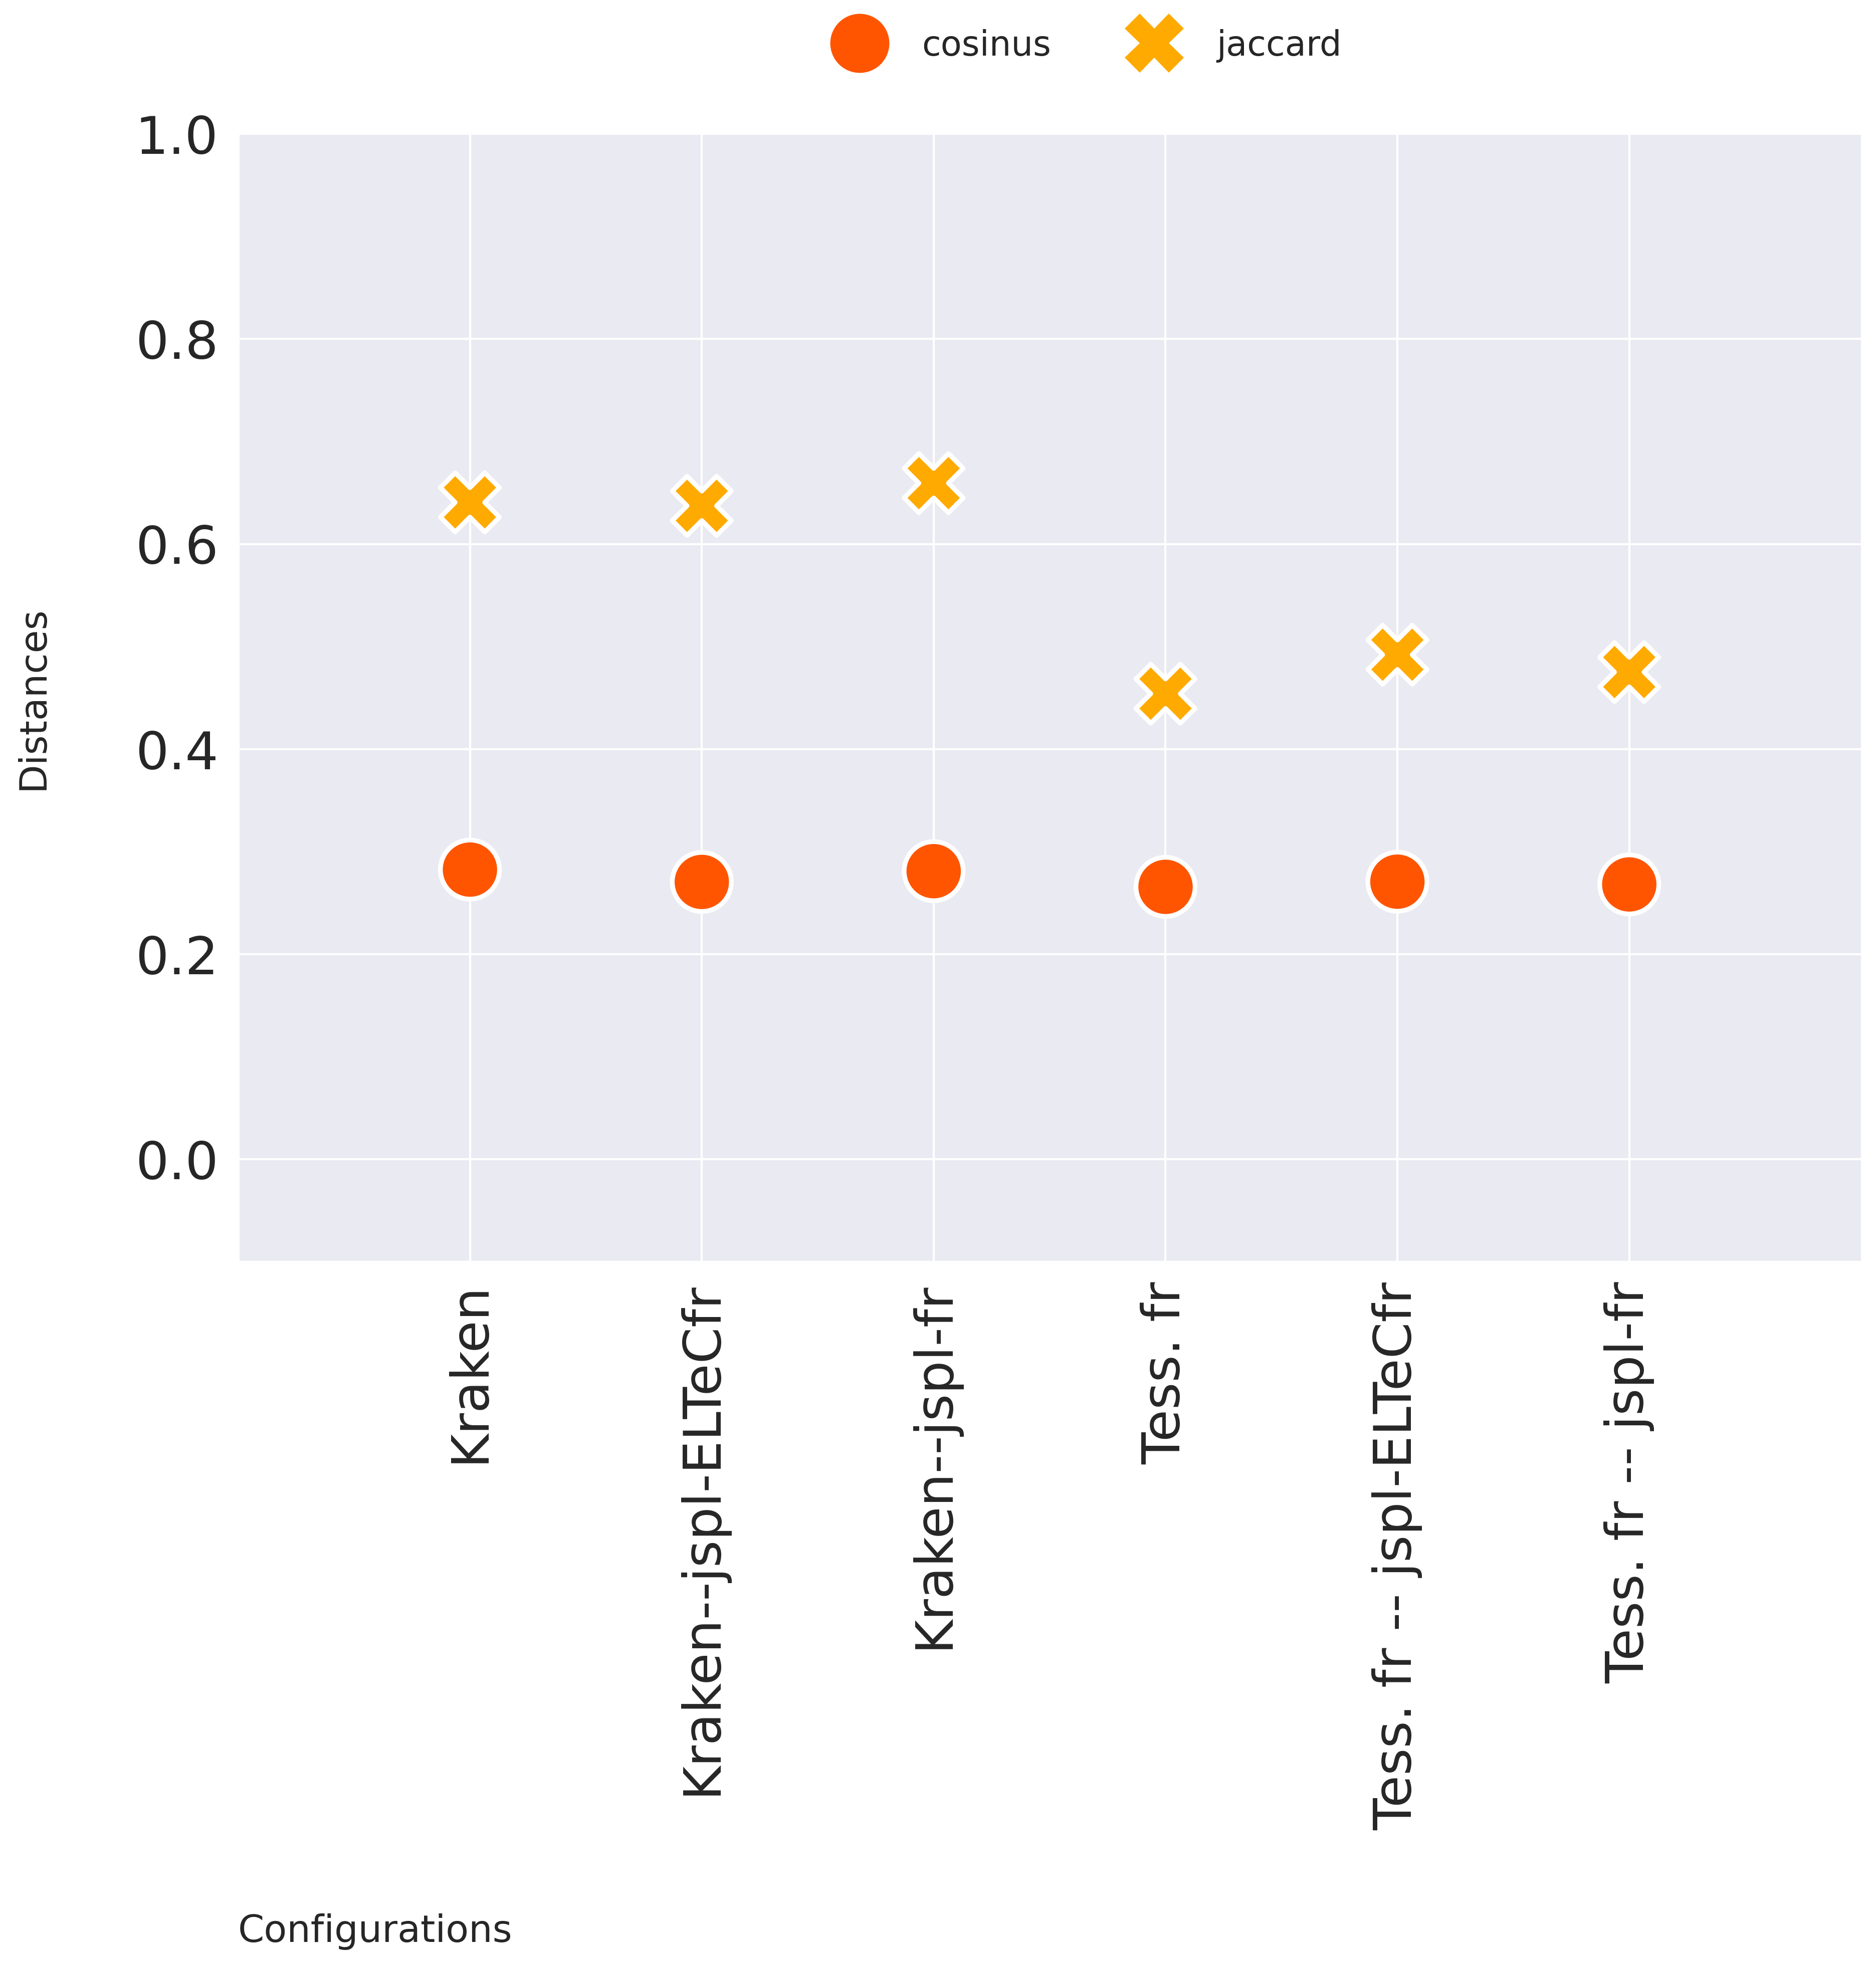 cosinus
jaccard
1.0
0.8
0.6
0.4
0.2
0.0
Distances
Kraken
Kraken--jspl-ELTeCfr
Kraken--jspl-fr
Tess. fr
Tess. fr -- jspl-ELTeCfr
Tess. fr -- jspl-fr
Configurations